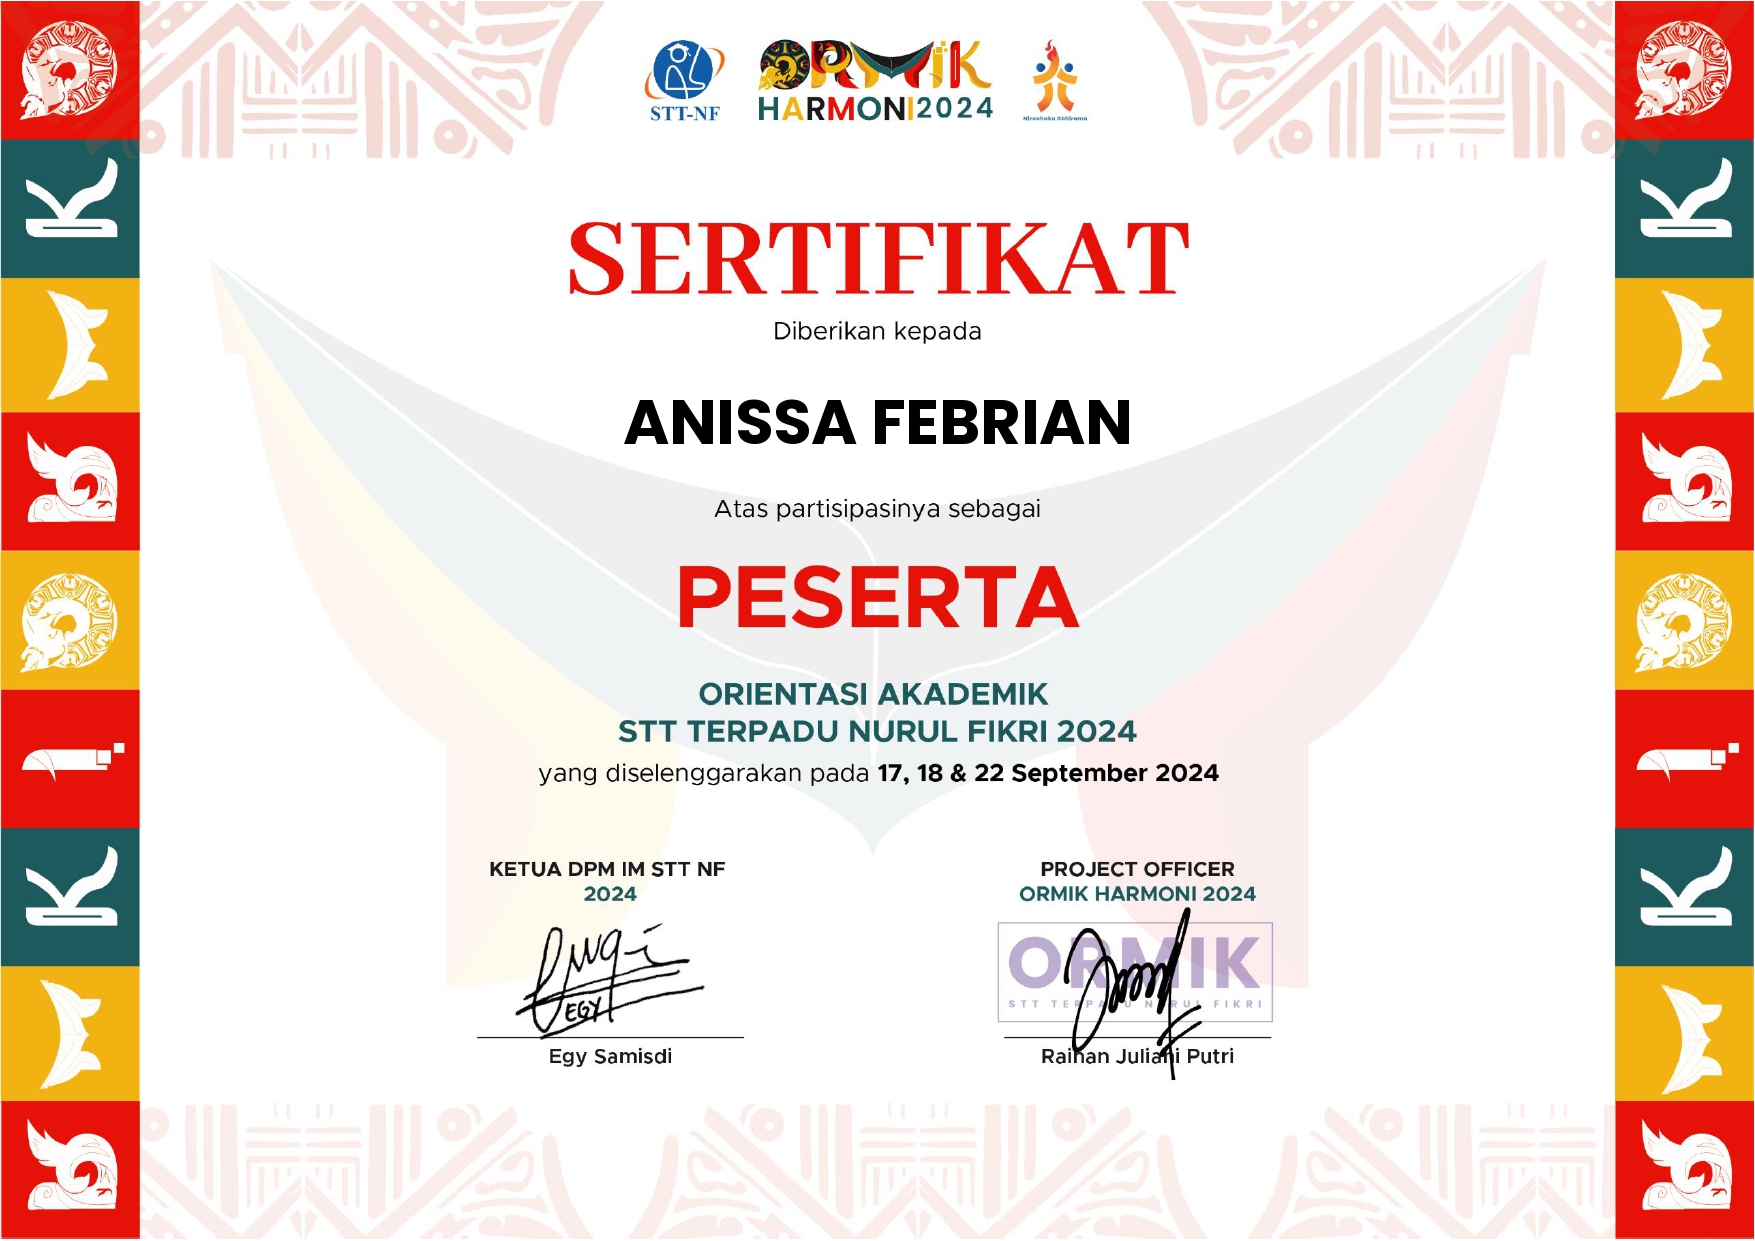 STT-NF
ORMIK
HARMONI2024
Nirvahaka Abhirama
SERTIFIKAT
Diberikan kepada
ANISSA FEBRIAN
Atas partisipasinya sebagai
PESERTA
ORIENTASI AKADEMIK
STT TERPADU NURUL FIKRI 2024
yang diselenggarakan pada 17, 18 & 22 September 2024
KETUA DPM IM STT NF
2024
EGY
Egy Samisdi
PROJECT OFFICER
ORMIK HARMONI 2024
ORMIK
STT TERPADU NURUL FIKRI
Raihan Juliani Putri